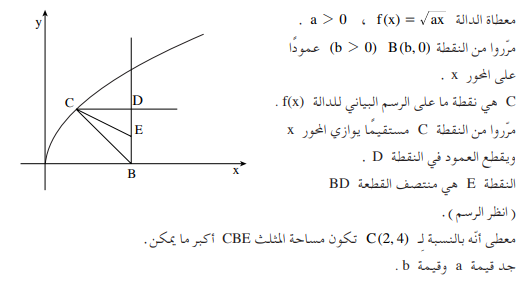 معطاة الدالة f(x) = √ax ، a > 0 .
مرّروا من النقطة B(b, 0) (b > 0) عمودًا
على المحور x .
C هي نقطة ما على الرسم البياني للدالة f(x) .
مرّروا من النقطة C مستقيمًا يوازي المحور x
ويقطع العمود في النقطة D .
النقطة E هي منتصف القطعة BD
( انظر الرسم ) .
معطى أنّه بالنسبة لِـ C(2, 4) تكون مساحة المثلث CBE أكبر ما يمكن.
جد قيمة a وقيمة b .
y
C
D
E
B
x